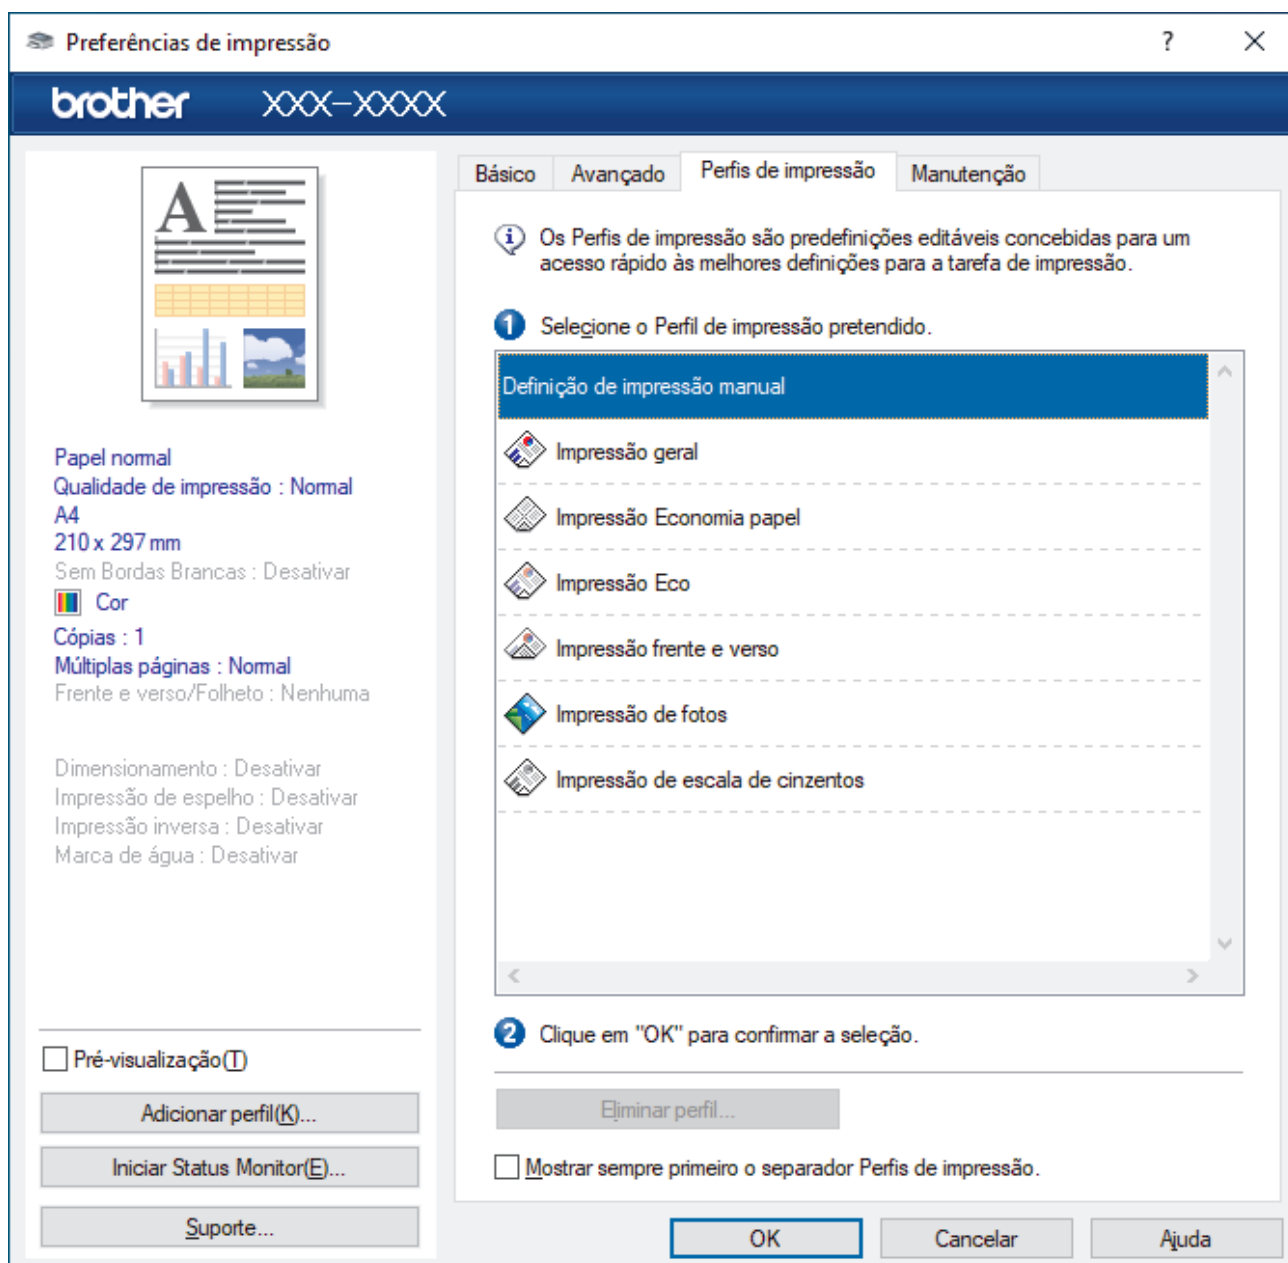 Preferências de impressão
?
brother XXX-XXXX
A
Papel normal
Qualidade de impressão : Normal
A4
210 x 297 mm
Sem Bordas Brancas : Desativar
Cor
Cópias : 1
Múltiplas páginas : Normal
Frente e verso/Folheto : Nenhuma
Dimensionamento : Desativar
Impressão de espelho : Desativar
Impressão inversa : Desativar
Marca de água : Desativar
Pré-visualização(T)
Adicionar perfil(K)...
Iniciar Status Monitor(E)...
Suporte...
Básico Avançado Perfis de impressão Manutenção
Os Perfis de impressão são predefinições editáveis concebidas para um
acesso rápido às melhores definições para a tarefa de impressão.
1 Selecione o Perfil de impressão pretendido.
Definição de impressão manual
Impressão geral
Impressão Economia papel
Impressão Eco
Impressão frente e verso
Impressão de fotos
Impressão de escala de cinzentos
2 Clique em "OK" para confirmar a seleção.
Eliminar perfil...
Mostrar sempre primeiro o separador Perfis de impressão.
OK Cancelar Ajuda